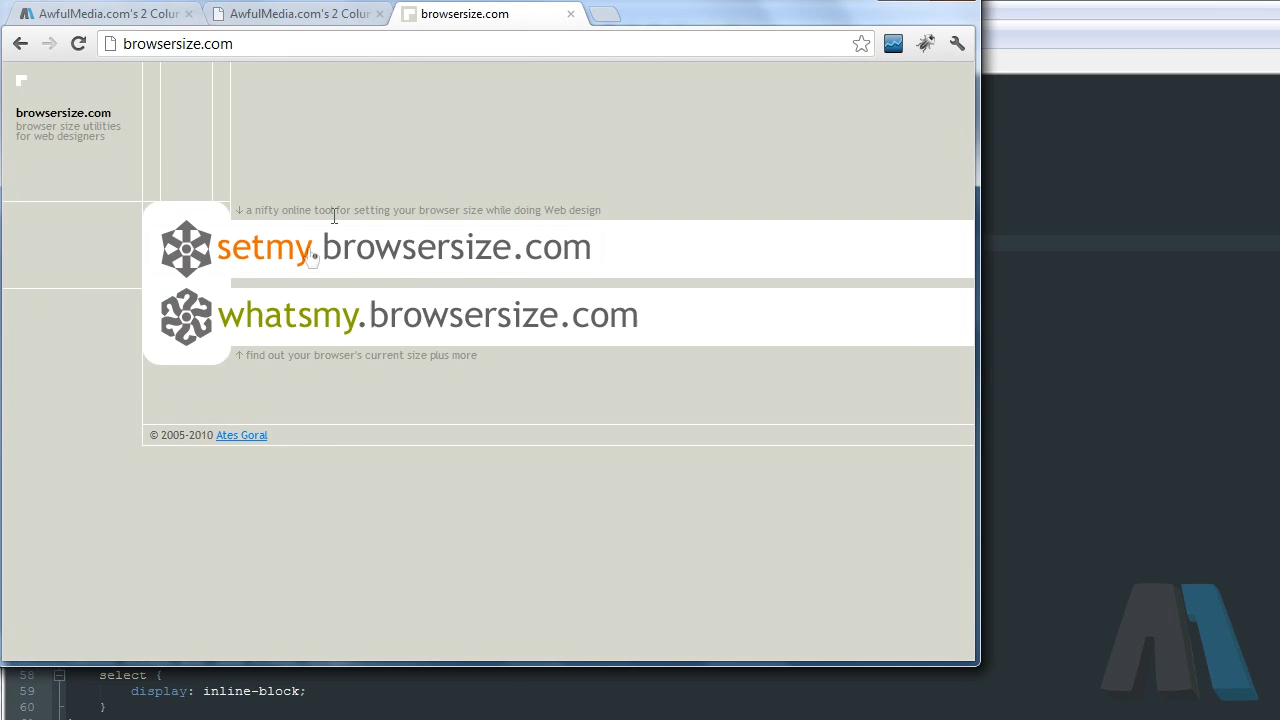 AwfulMedia.com's 2 Colur
AwfulMedia.com's 2 Colur
browsersize.com
browsersize.com
browsersize.com
browser size utilities
for web designers
↓ a nifty online tool for setting your browser size while doing Web design
setmy.browsersize.com
whatsmy.browsersize.com
↑ find out your browser's current size plus more
© 2005-2010 Ates Goral
58 select {
59 display: inline-block;
60 }